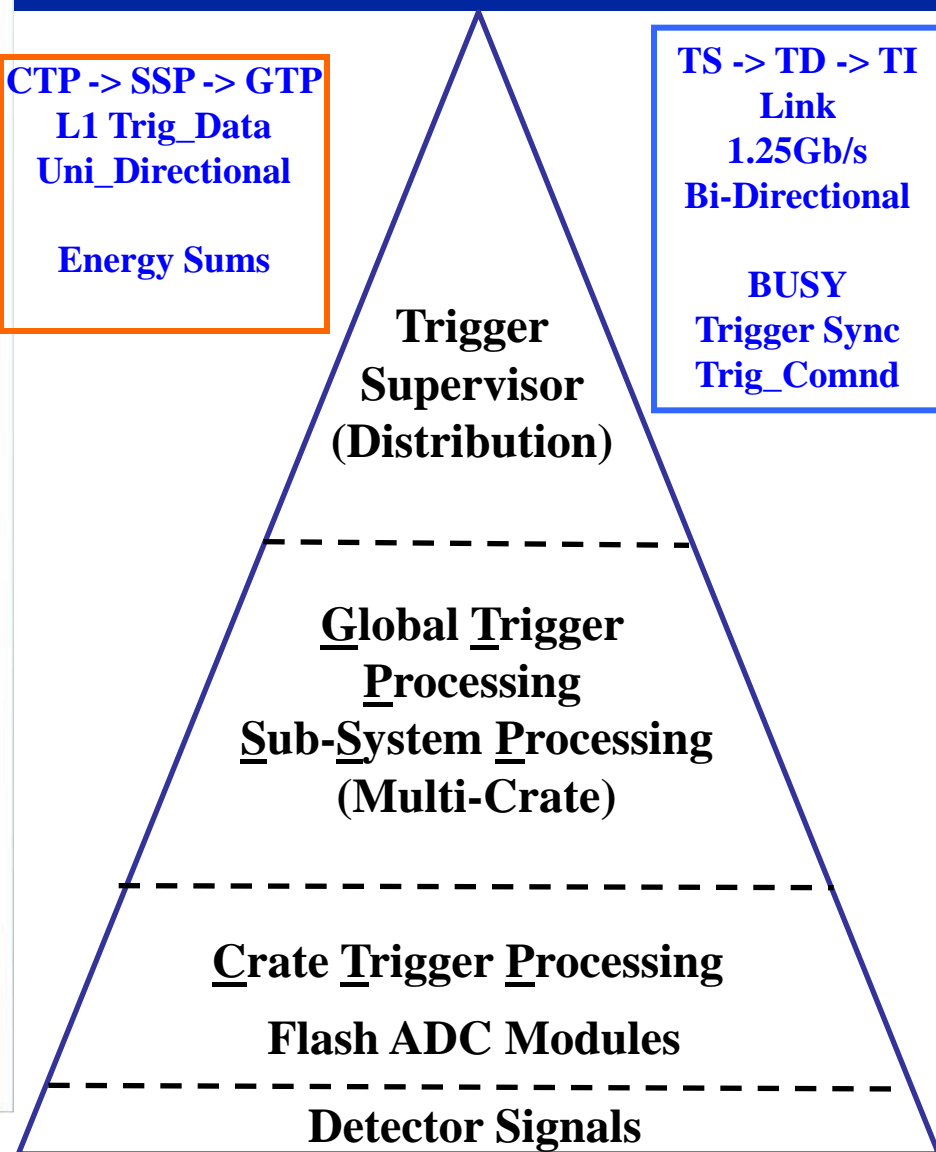 CTP -> SSP -> GTP
L1 Trig_Data
Uni_Directional
Energy Sums
TS -> TD -> TI
Link
1.25Gb/s
Bi-Directional
BUSY
Trigger Sync
Trig_Comnd
Trigger
Supervisor
(Distribution)
Global Trigger
Processing
Sub-System Processing
(Multi-Crate)
Crate Trigger Processing
Flash ADC Modules
Detector Signals